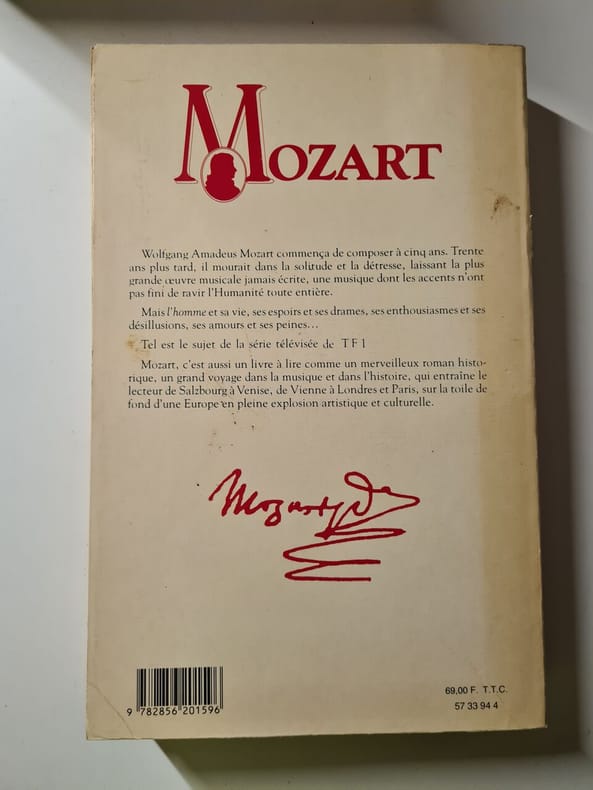 MOZART
Wolfgang Amadeus Mozart commença de composer à cinq ans. Trente
ans plus tard, il mourait dans la solitude et la détresse, laissant la plus
grande œuvre musicale jamais écrite, une musique dont les accents n'ont
pas fini de ravir l'Humanité toute entière.
Mais l'homme et sa vie, ses espoirs et ses drames, ses enthousiasmes et ses
désillusions, ses amours et ses peines...
Tel est le sujet de la série télévisée de TF1
Mozart, c'est aussi un livre à lire comme un merveilleux roman histo-
rique, un grand voyage dans la musique et dans l'histoire, qui entraîne le
lecteur de Salzbourg à Venise, de Vienne à Londres et Paris, sur la toile de
fond d'une Europe en pleine explosion artistique et culturelle.
Mozart
9 782856 201596
69,00 F. T.T.C.
57 33 94 4